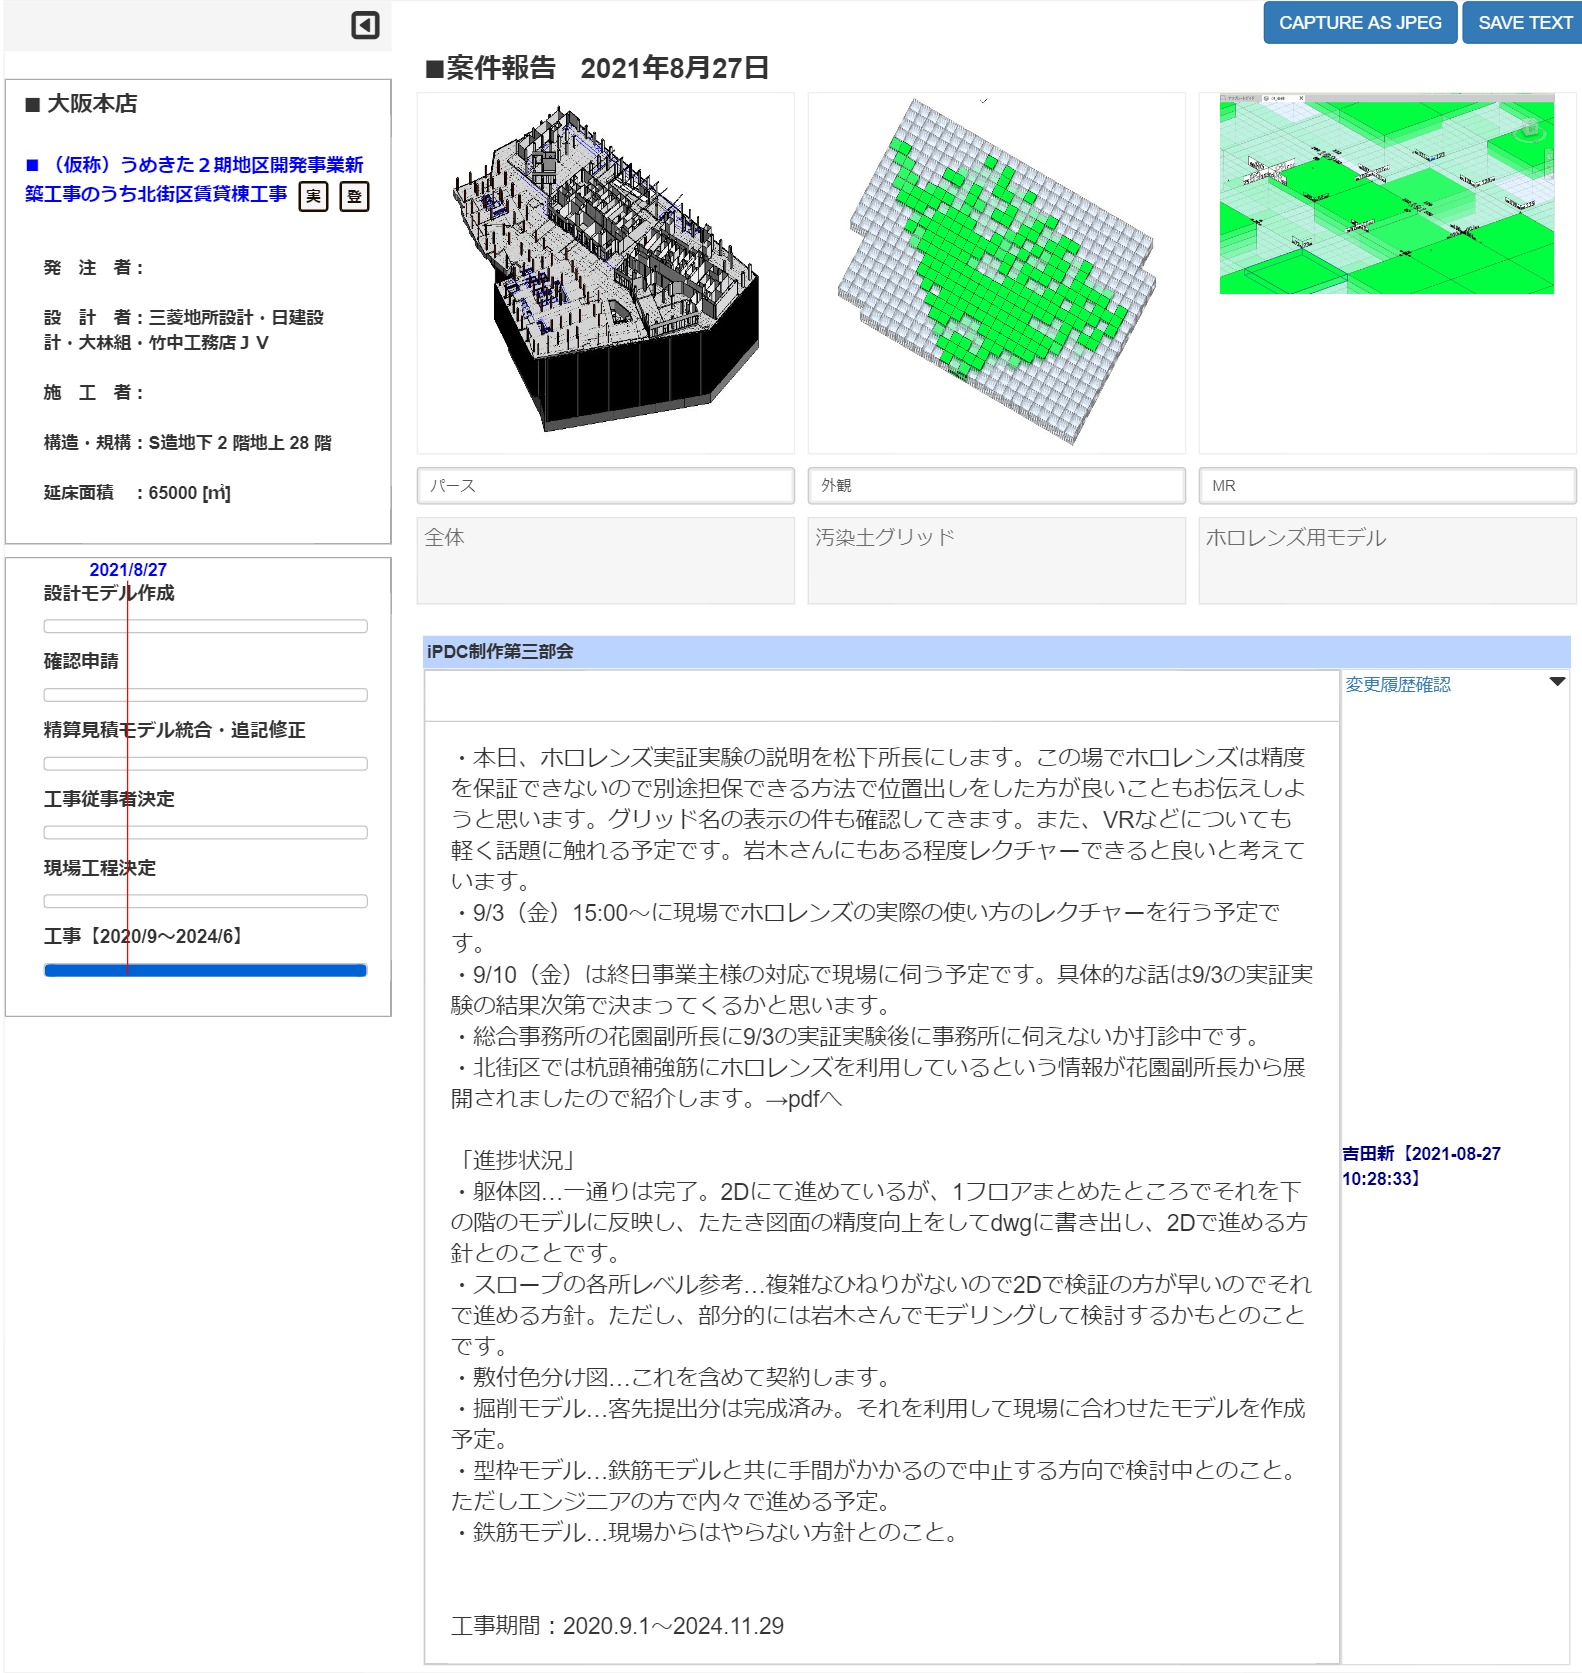 CAPTURE AS JPEG
SAVE TEXT
■案件報告 2021年8月27日
■ 大阪本店
■ （仮称）うめきた２期地区開発事業新
築工事のうち北街区賃貸棟工事 実 登
発　注　者：
設　計　者：三菱地所設計・日建設
計・大林組・竹中工務店ＪＶ
施　工　者：
構造・規構：S造地下 2 階地上 28 階
延床面積　：65000 [㎡]
パース
外観
MR
全体
汚染土グリッド
ホロレンズ用モデル
2021/8/27
設計モデル作成
確認申請
精算見積モデル統合・追記修正
工事従事者決定
現場工程決定
工事【2020/9～2024/6】
iPDC制作第三部会
変更履歴確認
・本日、ホロレンズ実証実験の説明を松下所長にします。この場でホロレンズは精度
を保証できないので別途担保できる方法で位置出しをした方が良いこともお伝えしよ
うと思います。グリッド名の表示の件も確認してきます。また、VRなどについても
軽く話題に触れる予定です。岩木さんにもある程度レクチャーできると良いと考えて
います。
・9/3（金）15:00～に現場でホロレンズの実際の使い方のレクチャーを行う予定で
す。
・9/10（金）は終日事業主様の対応で現場に伺う予定です。具体的な話は9/3の実証実
験の結果次第で決まってくるかと思います。
・総合事務所の花園副所長に9/3の実証実験後に事務所に伺えないか打診中です。
・北街区では杭頭補強筋にホロレンズを利用しているという情報が花園副所長から展
開されましたので紹介します。→pdfへ
「進捗状況」
・躯体図…一通りは完了。2Dにて進めているが、1フロアまとめたところでそれを下
の階のモデルに反映し、たたき図面の精度向上をしてdwgに書き出し、2Dで進める方
針とのことです。
・スロープの各所レベル参考…複雑なひねりがないので2Dで検証の方が早いのでそれ
で進める方針。ただし、部分的には岩木さんでモデリングして検討するかもとのこと
です。
・敷付色分け図…これを含めて契約します。
・掘削モデル…客先提出分は完成済み。それを利用して現場に合わせたモデルを作成
予定。
・型枠モデル…鉄筋モデルと共に手間がかかるので中止する方向で検討中とのこと。
ただしエンジニアの方で内々で進める予定。
・鉄筋モデル…現場からはやらない方針とのこと。
工事期間：2020.9.1～2024.11.29
吉田新【2021-08-27
10:28:33】